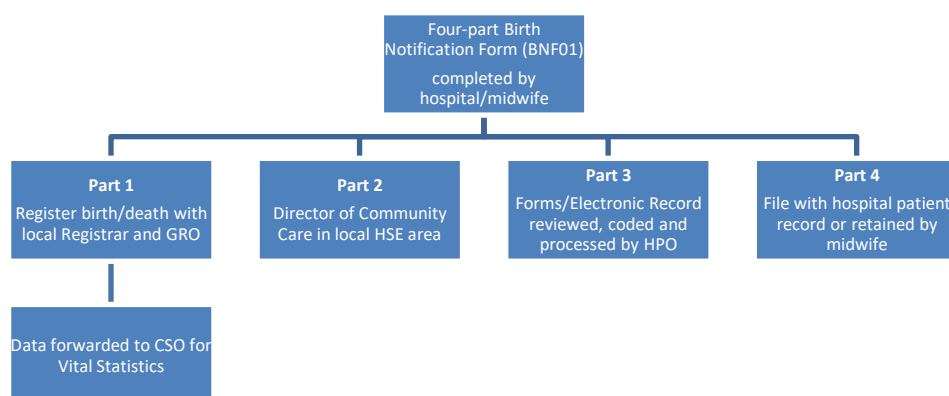 Four-part Birth
Notification Form (BNF01)
completed by
hospital/midwife
Part 1
Register birth/death with
local Registrar and GRO
Part 2
Director of Community
Care in local HSE area
Part 3
Forms/Electronic Record
reviewed, coded and
processed by HPO
Part 4
File with hospital patient
record or retained by
midwife
Data forwarded to CSO for
Vital Statistics